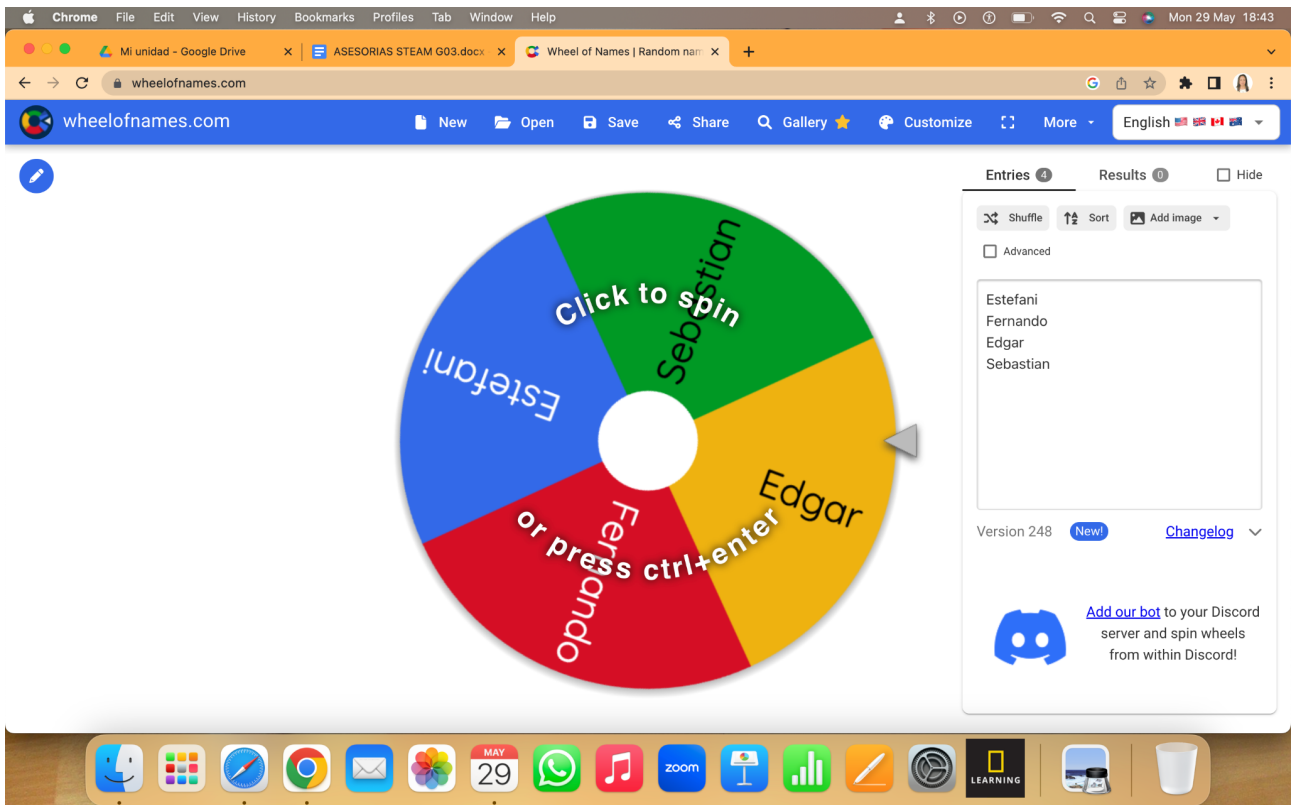 Chrome File Edit View History Bookmarks Profiles Tab Window Help Mon 29 May 18:43
Mi unidad - Google Drive ASESORIAS STEAM G03.docx Wheel of Names | Random nam
wheelofnames.com
wheelofnames.com New Open Save Share Gallery Customize More English
Entries 4 Results 0 Hide
Shuffle Sort Add image
Advanced
Click to spin
or press ctrl+enter
Sebastian
Estefani
Edgar
Fernando
Estefani
Fernando
Edgar
Sebastian
Version 248 New! Changelog
Add our bot to your Discord
server and spin wheels
from within Discord!
MAY
29
zoom
LEARNING